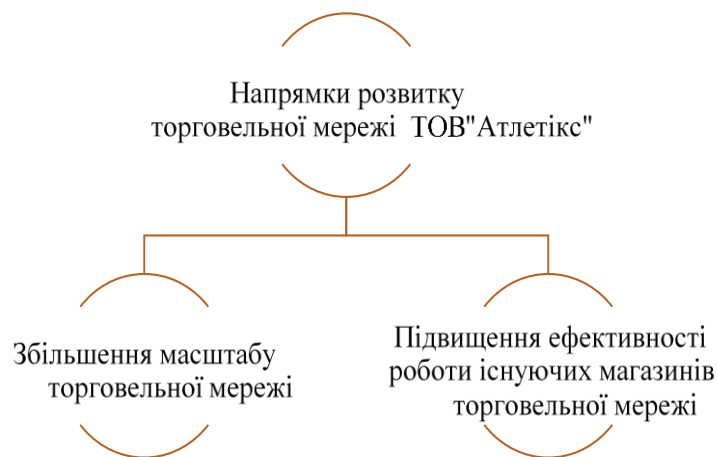 Напрямки розвитку
торговельної мережі ТОВ"Атлетікс"
Збільшення масштабу
торговельної мережі
Підвищення ефективності
роботи існуючих магазинів
торговельної мережі